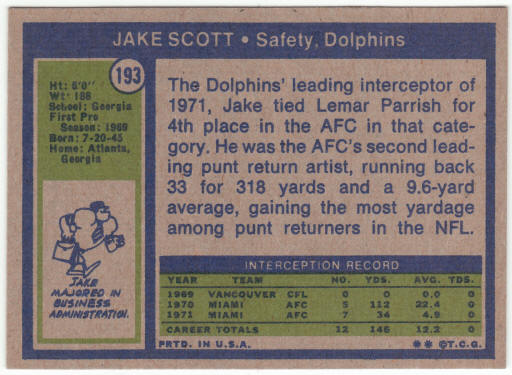 JAKE SCOTT • Safety, Dolphins
193
Ht: 6'0"
Wt: 188
School: Georgia
First Pro
Season: 1969
Born: 7-20-45
Home: Atlanta,
Georgia
The Dolphins' leading interceptor of
1971, Jake tied Lemar Parrish for
4th place in the AFC in that cate-
gory. He was the AFC's second lead-
ing punt return artist, running back
33 for 318 yards and a 9.6-yard
average, gaining the most yardage
among punt returners in the NFL.
JAKE
MAJORED IN
BUSINESS
ADMINISTRATION.
INTERCEPTION RECORD
YEAR TEAM NO. YDS. AVG. TDS.
1969 VANCOUVER CFL 0 0 0.0 0
1970 MIAMI AFC 5 112 22.4 0
1971 MIAMI AFC 7 34 4.9 0
CAREER TOTALS 12 146 12.2 0
PRTD. IN U.S.A. ** ©T.C.G.